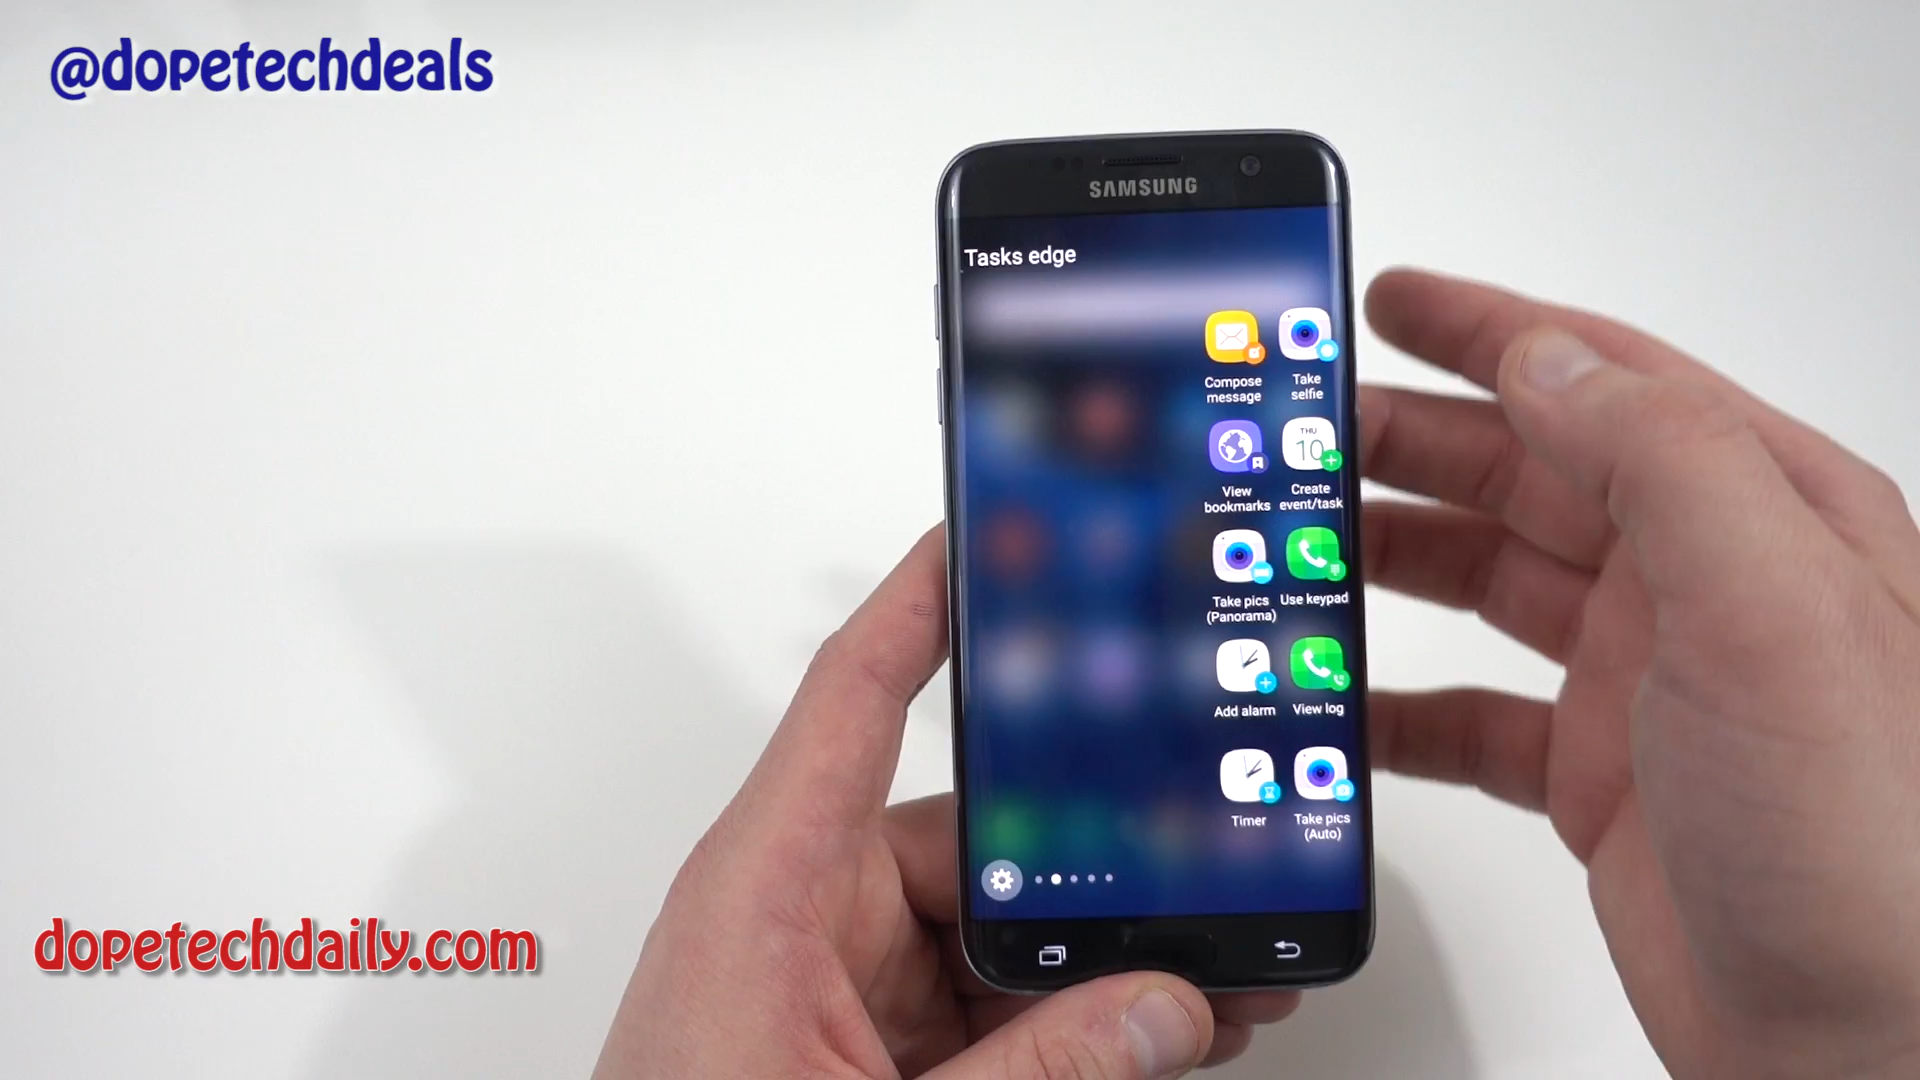 @dopetechdeals
SAMSUNG
Tasks edge
Compose
message
Take
selfie
View
bookmarks
THU
10
Create
event/task
Take pics
(Panorama)
Use keypad
Add alarm
View log
Timer
Take pics
(Auto)
dopetechdaily.com